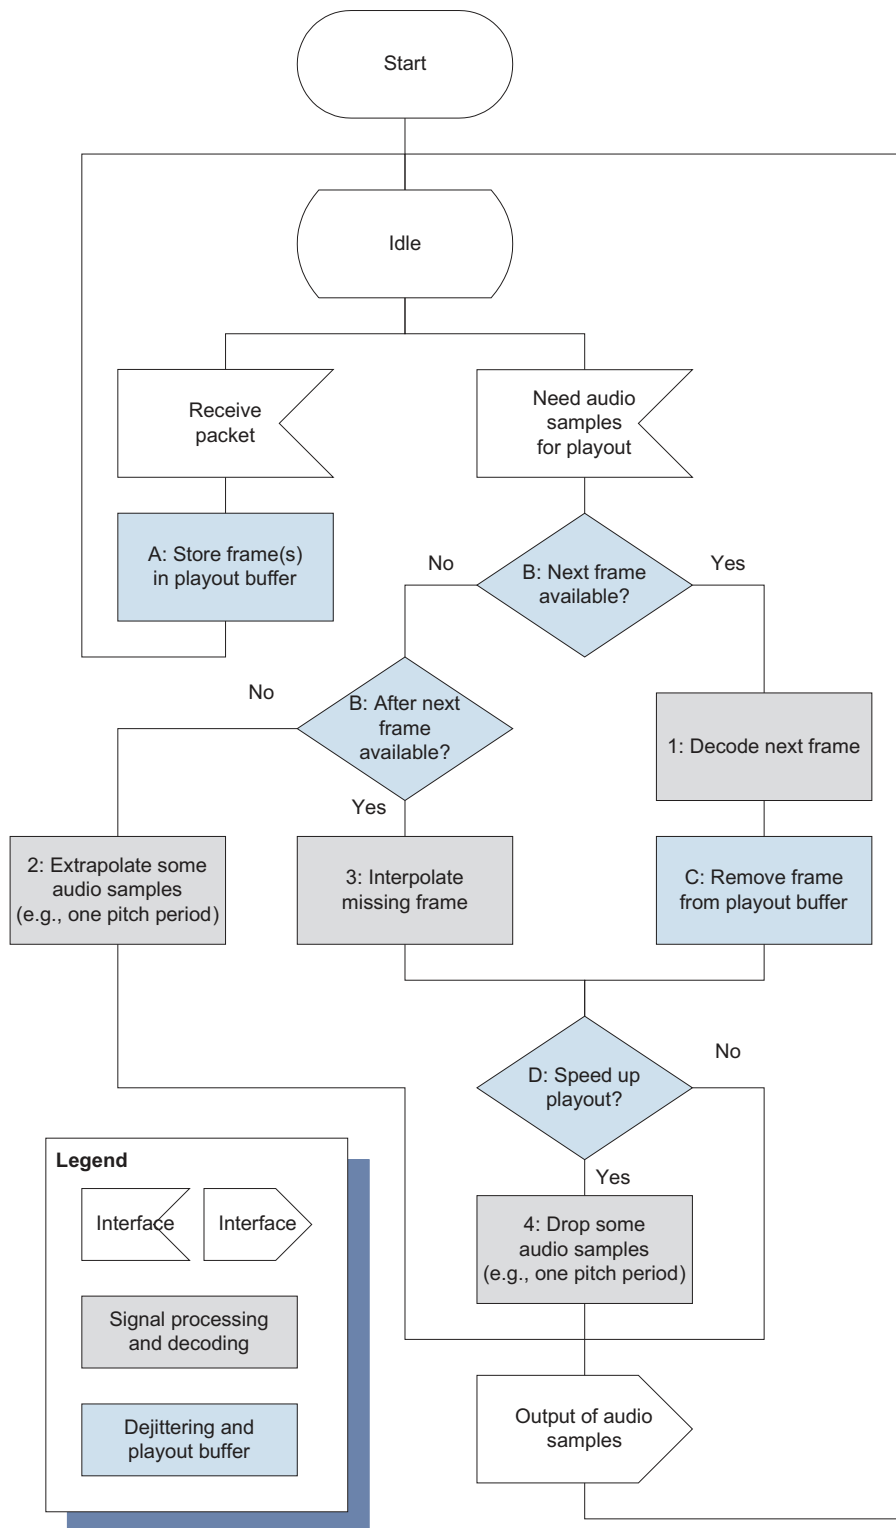 Start
Idle
Receive
packet
Need audio
samples
for playout
A: Store frame(s)
in playout buffer
No
B: Next frame
available?
Yes
No
B: After next
frame
available?
Yes
1: Decode next frame
2: Extrapolate some
audio samples
(e.g., one pitch period)
3: Interpolate
missing frame
C: Remove frame
from playout buffer
D: Speed up
playout?
No
Yes
4: Drop some
audio samples
(e.g., one pitch period)
Output of audio
samples
Legend
Interface
Interface
Signal processing
and decoding
Dejittering and
playout buffer